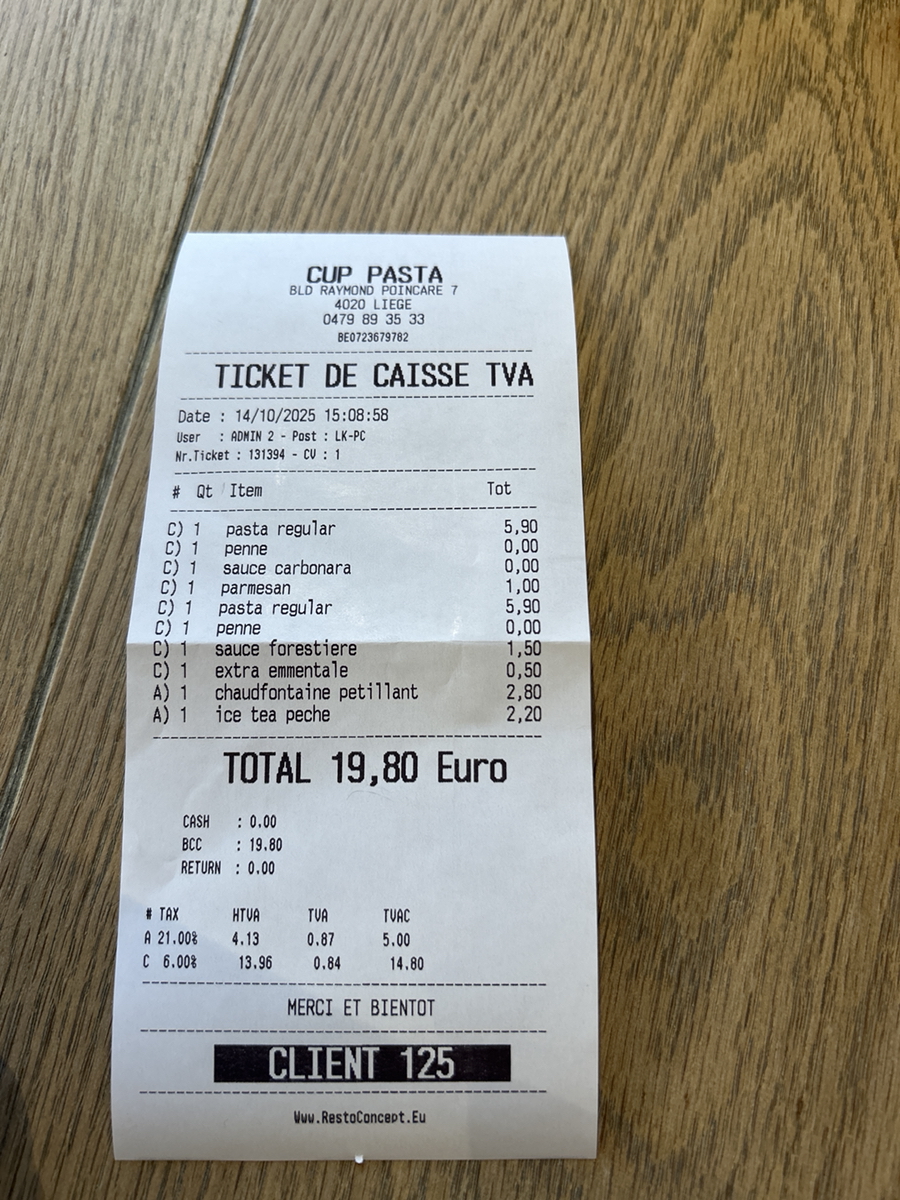 CUP PASTA
BLD RAYMOND POINCARE 7
4020 LIEGE
0479 89 35 33
BE0723679782
TICKET DE CAISSE TVA
Date : 14/10/2025 15:08:58
User : ADMIN 2 - Post : LK-PC
Nr.Ticket : 131394 - CV : 1
# Qt Item Tot
C) 1 pasta regular 5,90
C) 1 penne 0,00
C) 1 sauce carbonara 0,00
C) 1 parmesan 1,00
C) 1 pasta regular 5,90
C) 1 penne 0,00
C) 1 sauce forestiere 1,50
C) 1 extra emmentale 0,50
A) 1 chaudfontaine petillant 2,80
A) 1 ice tea peche 2,20
TOTAL 19,80 Euro
CASH : 0.00
BCC : 19.80
RETURN : 0.00
# TAX HTVA TVA TVAC
A 21.00% 4.13 0.87 5.00
C 6.00% 13.96 0.84 14.80
MERCI ET BIENTOT
CLIENT 125
Www.RestoConcept.Eu